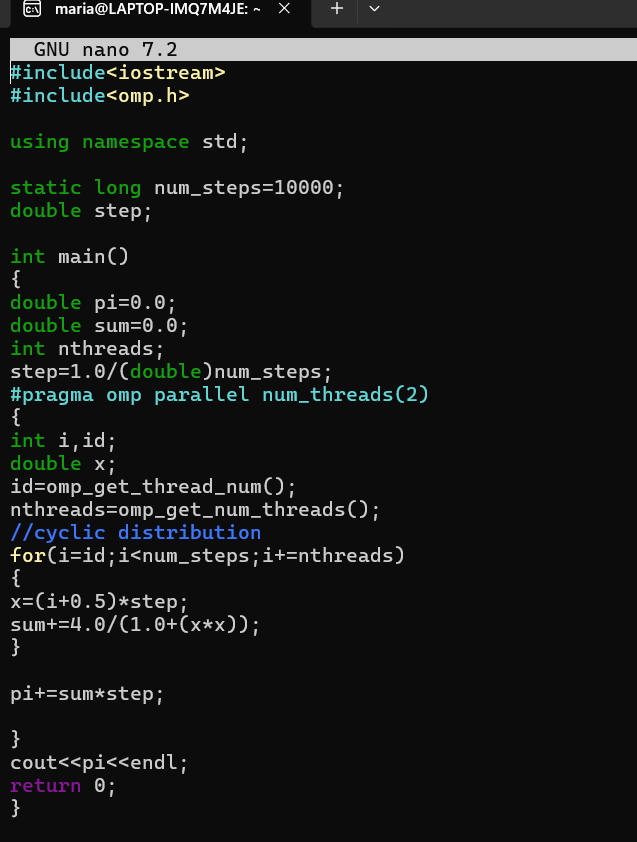 maria@LAPTOP-IMQ7M4JE: ~
GNU nano 7.2
#include<iostream>
#include<omp.h>
using namespace std;
static long num_steps=10000;
double step;
int main()
{
double pi=0.0;
double sum=0.0;
int nthreads;
step=1.0/(double)num_steps;
#pragma omp parallel num_threads(2)
{
int i,id;
double x;
id=omp_get_thread_num();
nthreads=omp_get_num_threads();
//cyclic distribution
for(i=id;i<num_steps;i+=nthreads)
{
x=(i+0.5)*step;
sum+=4.0/(1.0+(x*x));
}
pi+=sum*step;
}
cout<<pi<<endl;
return 0;
}